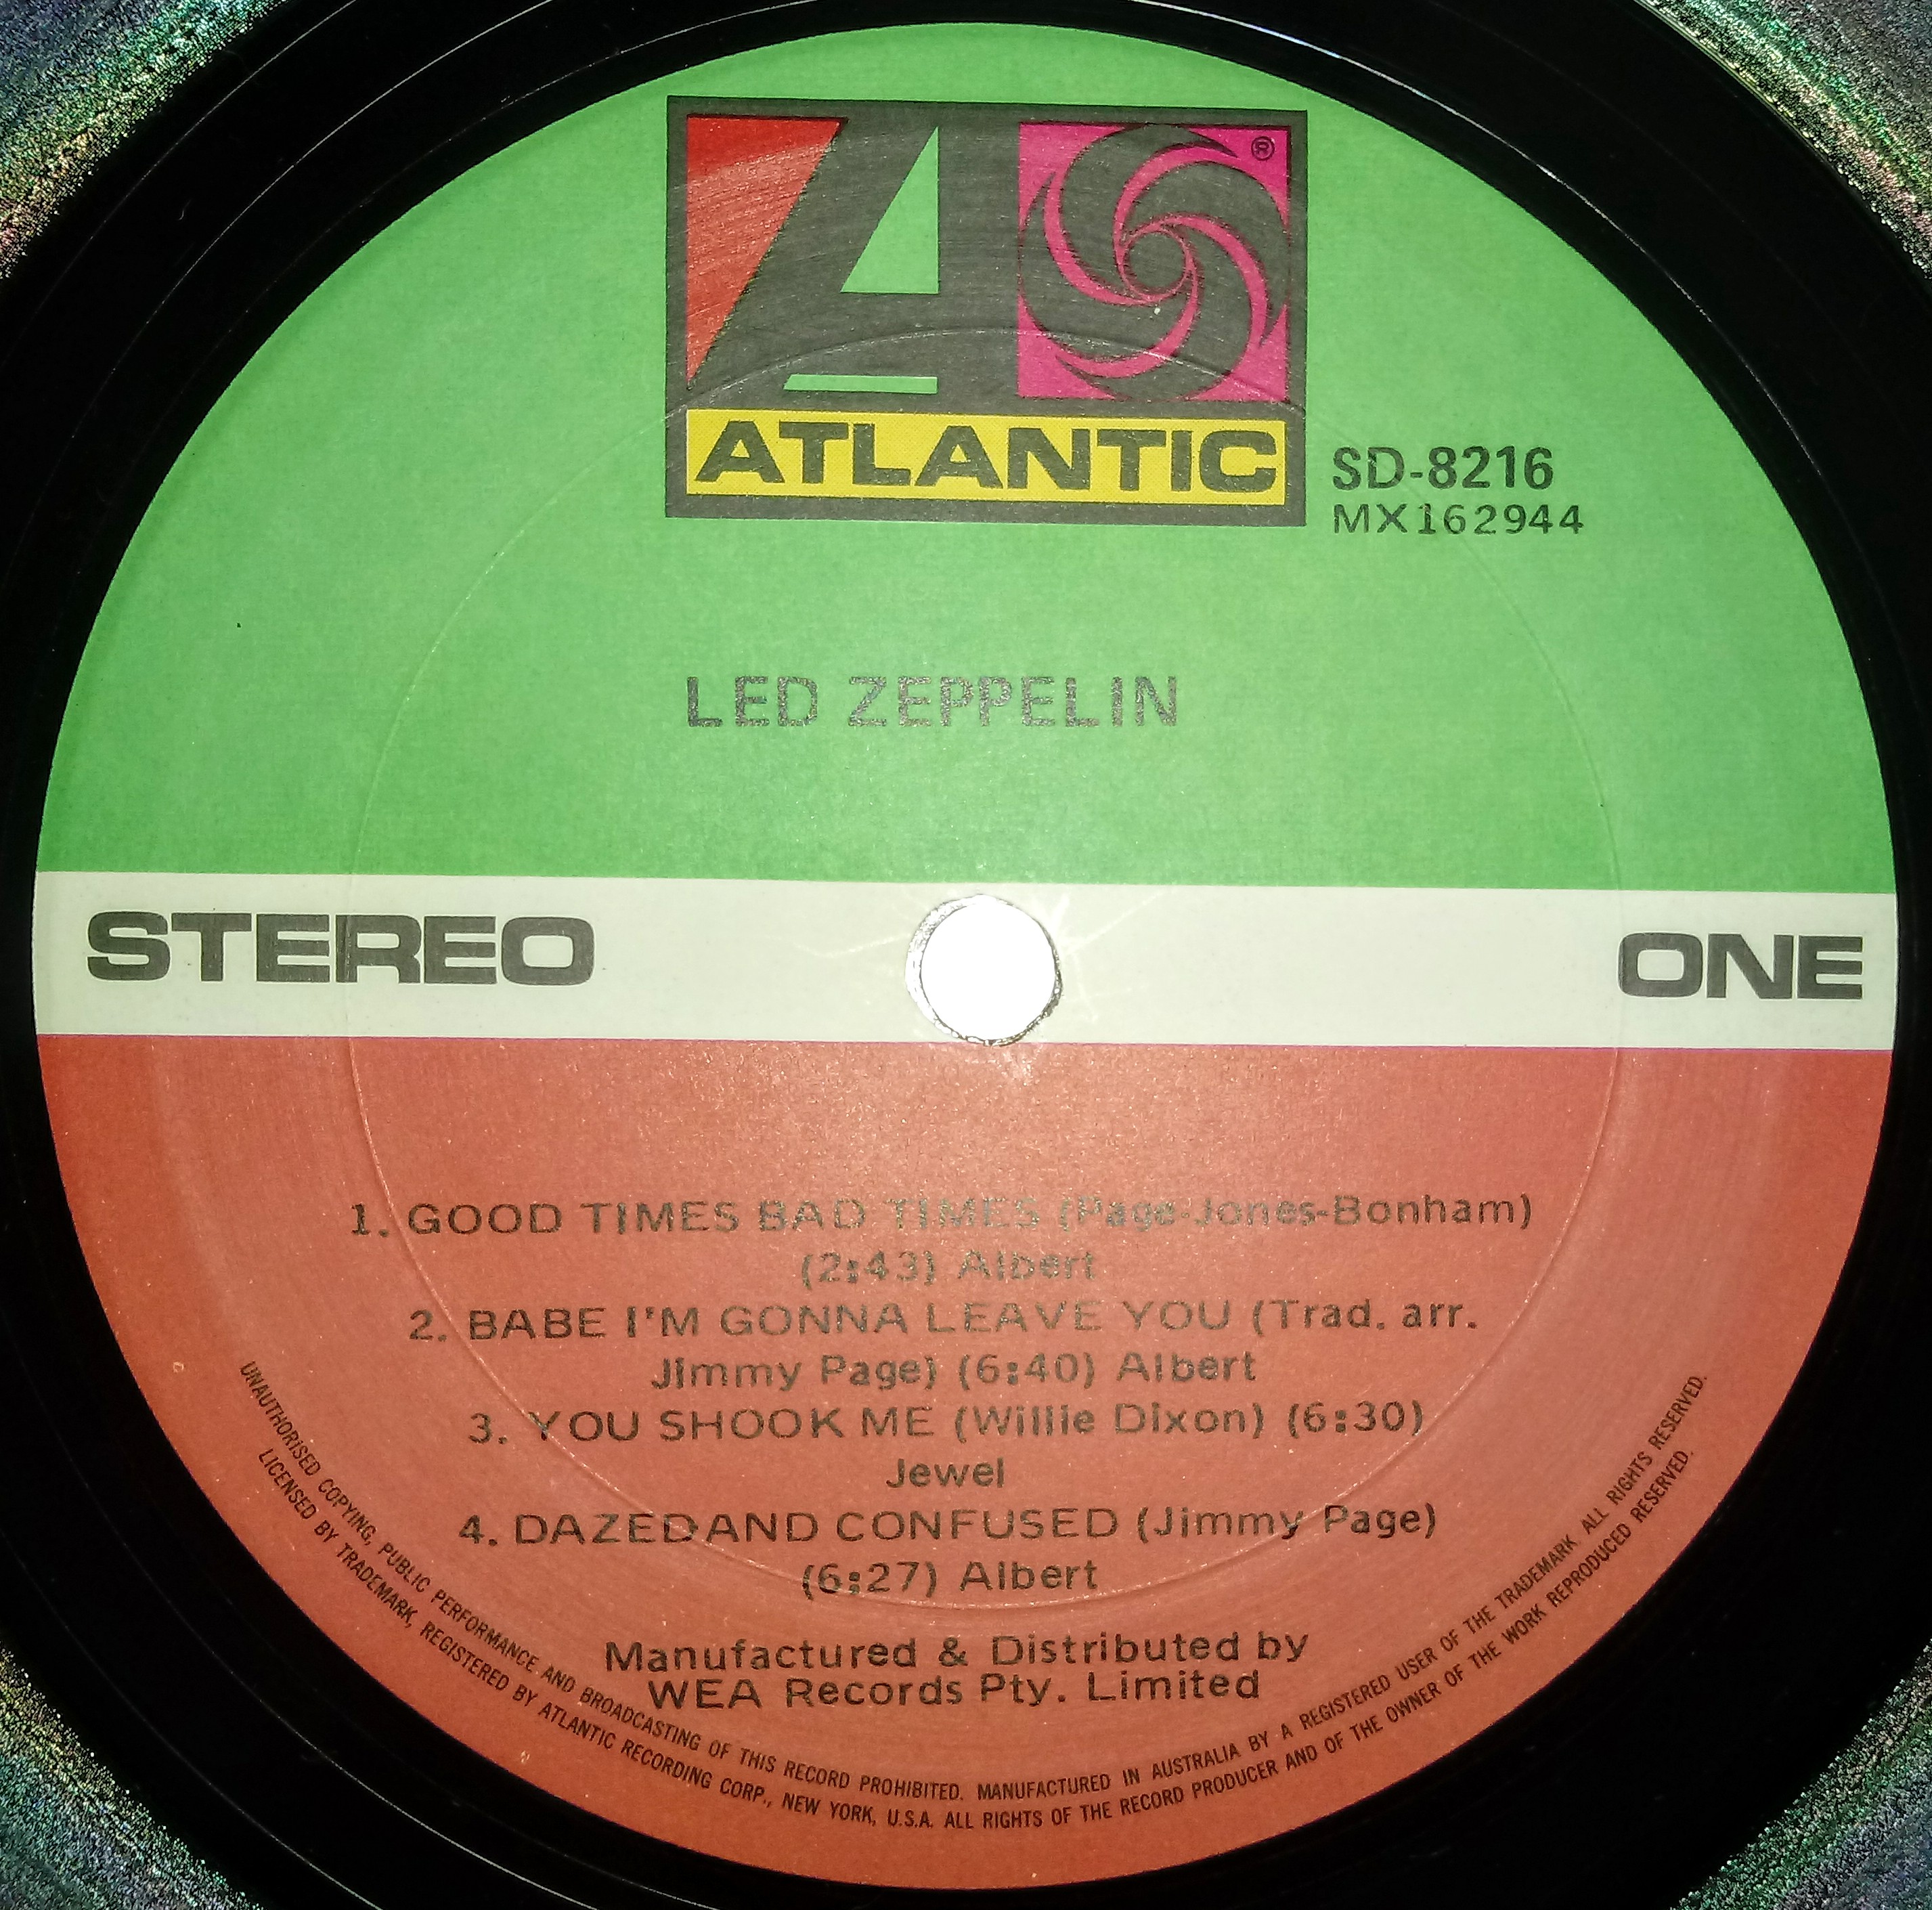 ®
ATLANTIC
SD-8216
MX162944
LED ZEPPELIN
STEREO
ONE
1. GOOD TIMES BAD TIMES (Page-Jones-Bonham)
(2:43) Albert
2. BABE I'M GONNA LEAVE YOU (Trad. arr.
Jimmy Page) (6:40) Albert
3. YOU SHOOK ME (Willie Dixon) (6:30)
Jewel
4. DAZED AND CONFUSED (Jimmy Page)
(6:27) Albert
Manufactured & Distributed by
WEA Records Pty. Limited
UNAUTHORISED COPYING, PUBLIC PERFORMANCE AND BROADCASTING OF THIS RECORD PROHIBITED. MANUFACTURED IN AUSTRALIA BY A REGISTERED USER OF THE TRADEMARK ALL RIGHTS RESERVED.
LICENSED BY TRADEMARK, REGISTERED BY ATLANTIC RECORDING CORP., NEW YORK, U.S.A. ALL RIGHTS OF THE RECORD PRODUCER AND OF THE OWNER OF THE WORK REPRODUCED RESERVED.